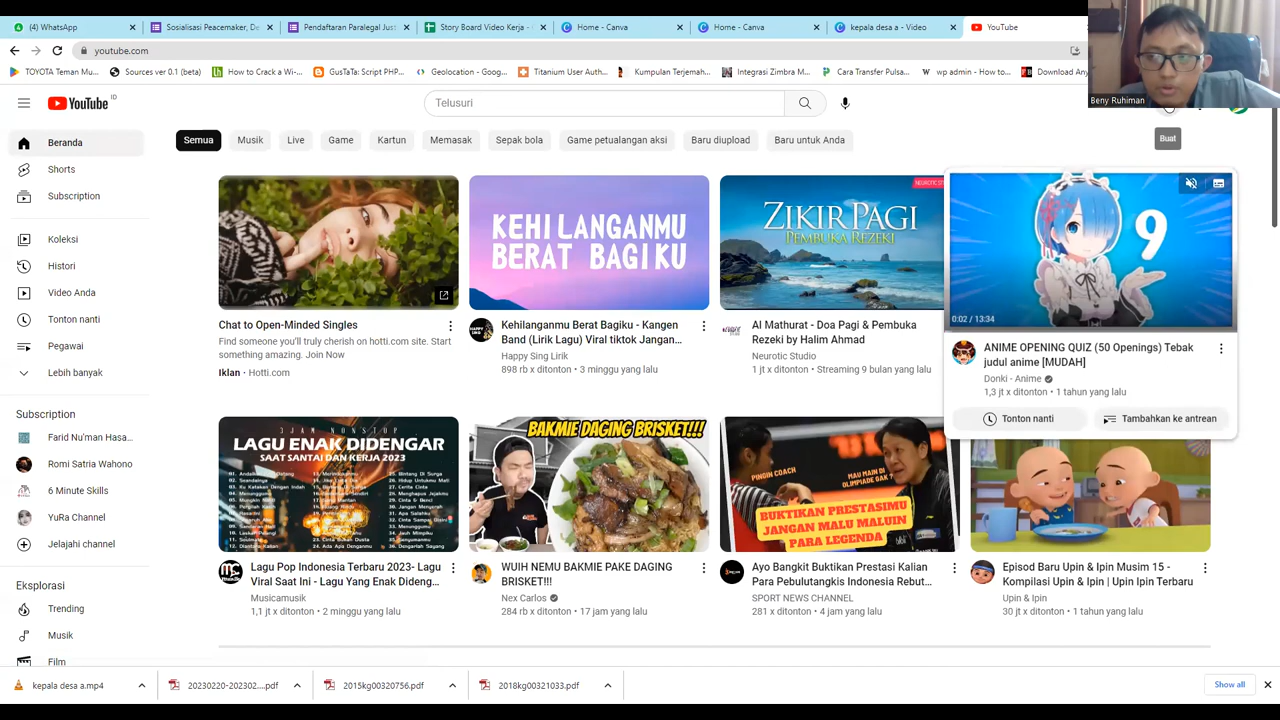 (4) WhatsApp
Sosialisasi Peacemaker, De
Pendaftaran Paralegal Just
Story Board Video Kerja -
Home - Canva
Home - Canva
kepala desa a - Video
YouTube
youtube.com
TOYOTA Teman Mu...
Sources ver 0.1 (beta)
How to Crack a Wi-...
GusTaTa: Script PHP...
Geolocation - Goog...
Titanium User Auth...
Kumpulan Terjemah...
Integrasi Zimbra M...
Cara Transfer Pulsa...
wp admin - How to...
Download Any
Beny Ruhiman
YouTube ID
Telusuri
Buat
Beranda
Shorts
Subscription
Koleksi
Histori
Video Anda
Tonton nanti
Pegawai
Lebih banyak
Subscription
Farid Nu'man Hasa...
Romi Satria Wahono
6 Minute Skills
YuRa Channel
Jelajahi channel
Eksplorasi
Trending
Musik
Film
Semua
Musik
Live
Game
Kartun
Memasak
Sepak bola
Game petualangan aksi
Baru diupload
Baru untuk Anda
Chat to Open-Minded Singles
Find someone you'll truly cherish on hotti.com site. Start
something amazing. Join Now
Iklan · Hotti.com
KEHILANGANMU
BERAT BAGIKU
Kehilanganmu Berat Bagiku - Kangen
Band (Lirik Lagu) Viral tiktok Jangan...
Happy Sing Lirik
898 rb x ditonton • 3 minggu yang lalu
ZIKIR PAGI
PEMBUKA REZEKI
Al Mathurat - Doa Pagi & Pembuka
Rezeki by Halim Ahmad
Neurotic Studio
1 jt x ditonton • Streaming 9 bulan yang lalu
9
0:02 / 13:34
ANIME OPENING QUIZ (50 Openings) Tebak
judul anime [MUDAH]
Donki - Anime
1,3 jt x ditonton • 1 tahun yang lalu
Tonton nanti
Tambahkan ke antrean
3 JAM NONSTOP
LAGU ENAK DIDENGAR
SAAT SANTAI DAN KERJA 2023
Lagu Pop Indonesia Terbaru 2023- Lagu
Viral Saat Ini - Lagu Yang Enak Dideng...
Musicamusik
1,1 jt x ditonton • 2 minggu yang lalu
BAKMIE DAGING BRISKET!!!
WUIH NEMU BAKMIE PAKE DAGING
BRISKET!!!
Nex Carlos
284 rb x ditonton • 17 jam yang lalu
PINGIN COACH
MAU MAIN DI
OLIMPIADE GAK ?
BUKTIKAN PRESTASIMU
JANGAN MALU MALUIN
PARA LEGENDA
Ayo Bangkit Buktikan Prestasi Kalian
Para Pebulutangkis Indonesia Rebut...
SPORT NEWS CHANNEL
281 x ditonton • 4 jam yang lalu
Episod Baru Upin & Ipin Musim 15 -
Kompilasi Upin & Ipin | Upin Ipin Terbaru
Upin & Ipin
30 jt x ditonton • 1 tahun yang lalu
kepala desa a.mp4
20230220-202302....pdf
2015kg00320756.pdf
2018kg00321033.pdf
Show all